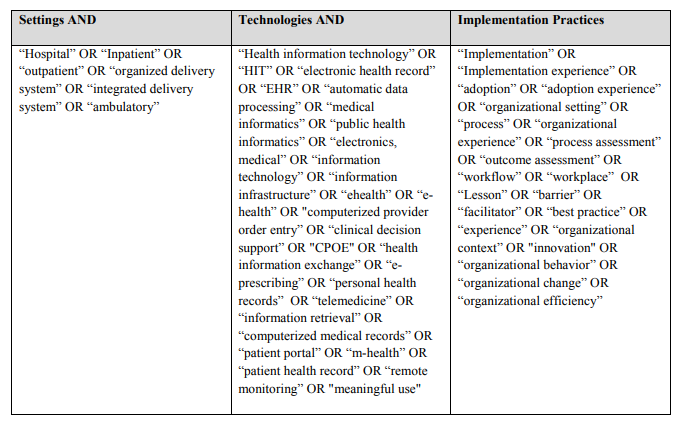 Settings AND
“Hospital” OR “Inpatient” OR
“outpatient” OR “organized delivery
system” OR “integrated delivery
system” OR “ambulatory”
Technologies AND
“Health information technology” OR
“HIT” OR “electronic health record”
OR “EHR” OR “automatic data
processing” OR “medical
informatics” OR “public health
informatics” OR “electronics,
medical” OR “information
technology” OR “information
infrastructure” OR “ehealth” OR “e-
health” OR "computerized provider
order entry” OR “clinical decision
support” OR "CPOE" OR “health
information exchange” OR “e-
prescribing” OR “personal health
records”  OR “telemedicine” OR
“information retrieval” OR
“computerized medical records” OR
“patient portal” OR “m-health” OR
“patient health record” OR “remote
monitoring” OR "meaningful use"
Implementation Practices
“Implementation” OR
“Implementation experience” OR
“adoption” OR “adoption experience”
OR “organizational setting” OR
“process” OR “organizational
experience” OR “process assessment”
OR “outcome assessment” OR
“workflow” OR “workplace”  OR
“Lesson” OR “barrier” OR
“facilitator” OR “best practice” OR
“experience” OR “organizational
context” OR "innovation" OR
“organizational behavior” OR
“organizational change” OR
“organizational efficiency”